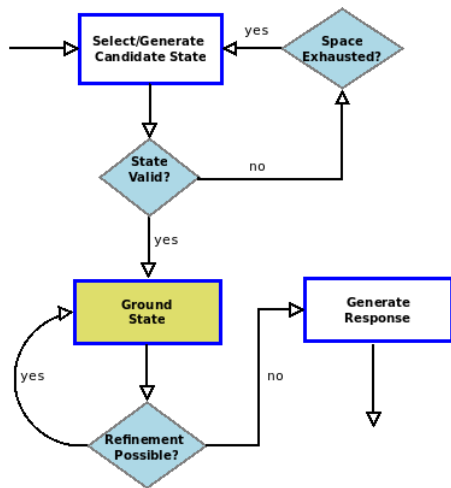 Select/Generate
Candidate State
yes
Space
Exhausted?
State
Valid?
no
yes
Ground
State
Generate
Response
yes
no
Refinement
Possible?